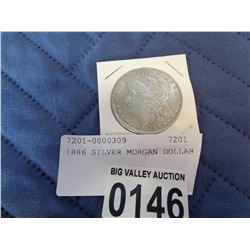 7201-0000309 7201
1886 SILVER MORGAN DOLLAR
BIG VALLEY AUCTION
0146